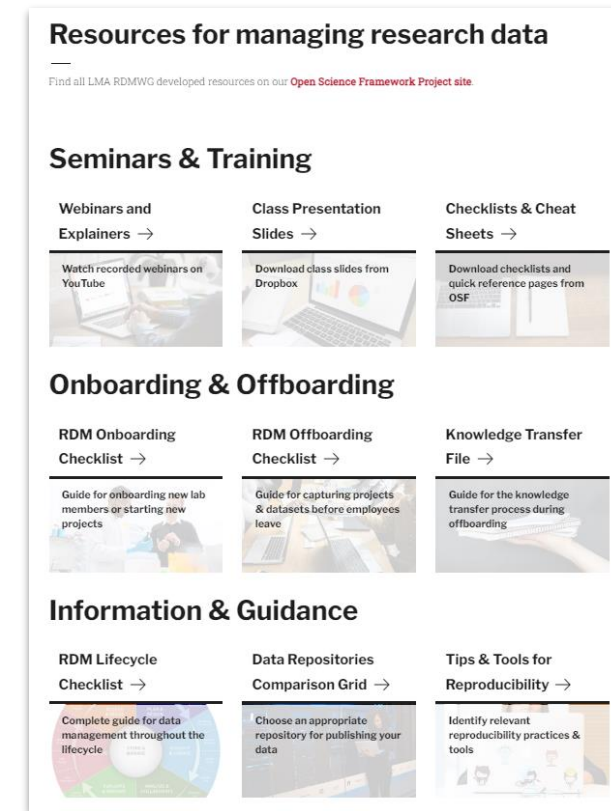 Resources for managing research data
Find all LMA RDMWG developed resources on our Open Science Framework Project site.
Seminars & Training
Webinars and
Explainers →
Watch recorded webinars on
YouTube
Class Presentation
Slides →
Download class slides from
Dropbox
Checklists & Cheat
Sheets →
Download checklists and
quick reference pages from
OSF
Onboarding & Offboarding
RDM Onboarding
Checklist →
Guide for onboarding new lab
members or starting new
projects
RDM Offboarding
Checklist →
Guide for capturing projects
& datasets before employees
leave
Knowledge Transfer
File →
Guide for the knowledge
transfer process during
offboarding
Information & Guidance
RDM Lifecycle
Checklist →
Complete guide for data
management throughout the
lifecycle
Data Repositories
Comparison Grid →
Choose an appropriate
repository for publishing your
data
Tips & Tools for
Reproducibility →
Identify relevant
reproducibility practices &
tools